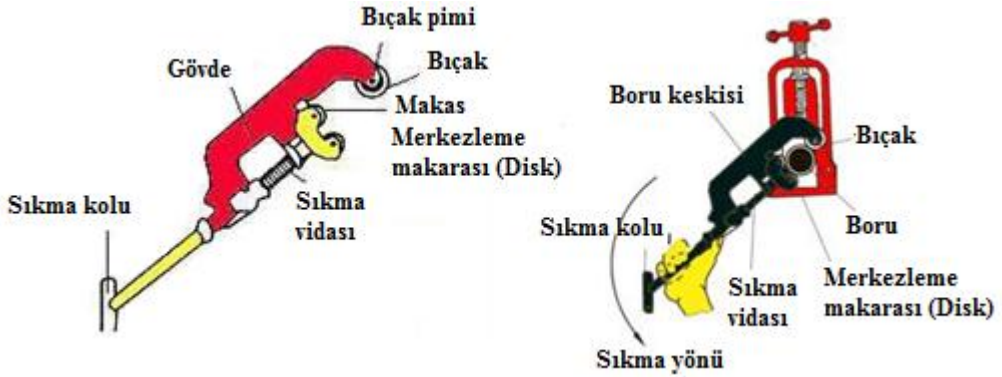 Bıçak pimi
Bıçak
Gövde
Makas
Merkezleme
makarası (Disk)
Sıkma kolu
Sıkma
vidası
Boru keskisi
Bıçak
Boru
Sıkma kolu
Sıkma
vidası
Merkezleme
makarası (Disk)
Sıkma yönü